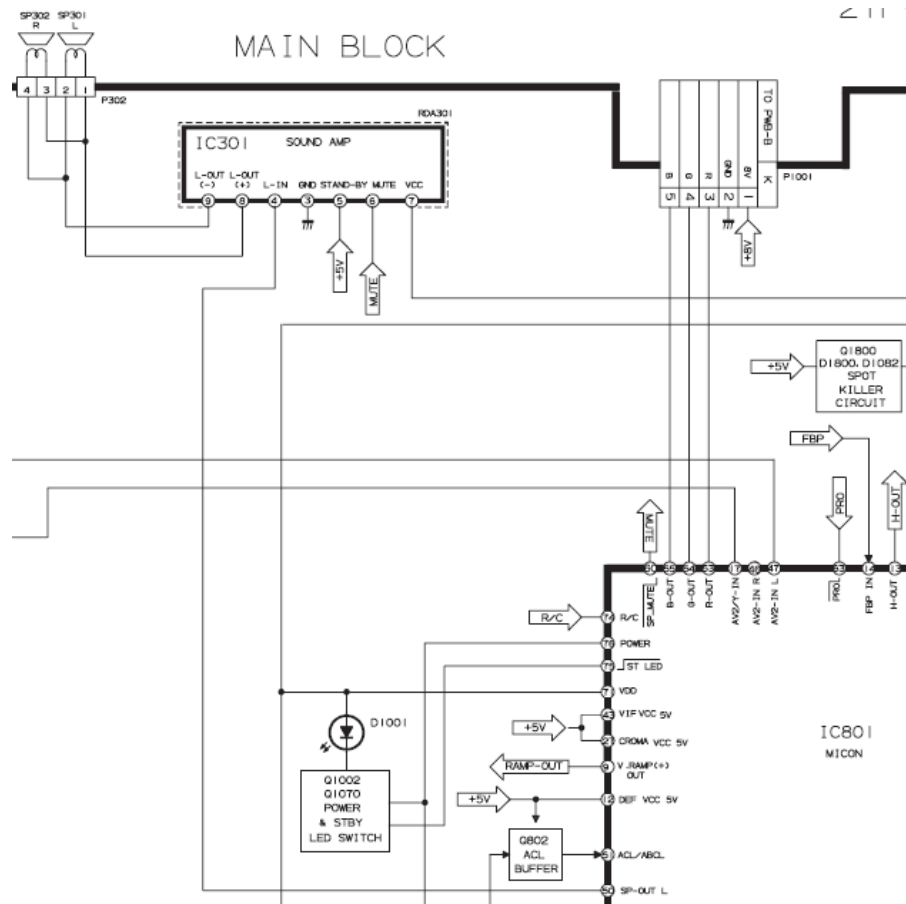 SP302 SP301
R L
MAIN BLOCK
4 3 2 1
P302
RDA301
IC301 SOUND AMP
L-OUT L-OUT
(-) (+) L-IN GND STAND-BY MUTE VCC
9 8 4 3 5 6 7
+5V
MUTE
TO PWB-B
B G R GND 8V K
5 4 3 2 1
P1001
+8V
Q1800
D1800, D1082
SPOT
KILLER
CIRCUIT
+5V
FBP
PRO
H-OUT
MUTE
17 47
SP_MUTE
B-OUT
G-OUT
R-OUT
AV2/Y-IN
AV2-IN R
AV2-IN L
PRO
FBP IN
H-OUT
R/C
74 R/C
POWER
ST LED
VDD
D1001
+5V
43 VIF VCC 5V
CROMA VCC 5V
IC801
MICON
RAMP-OUT
9 V.RAMP(+)
OUT
Q1002
Q1070
POWER
& STBY
LED SWITCH
+5V
12 DEF VCC 5V
Q802
ACL
BUFFER
51 ACL/ABCL
50 SP-OUT L